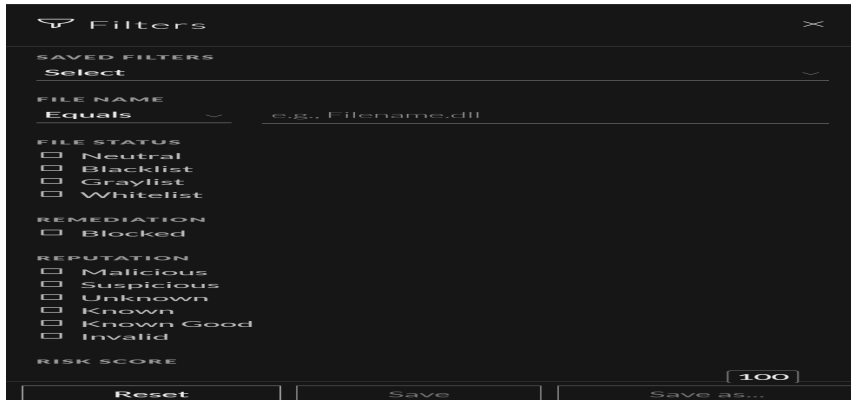 Filters
SAVED FILTERS
Select
FILE NAME
Equals e.g., Filename.dll
FILE STATUS
Neutral
Blacklist
Graylist
Whitelist
REMEDIATION
Blocked
REPUTATION
Malicious
Suspicious
Unknown
Known
Known Good
Invalid
RISK SCORE
100
Reset Save Save as...